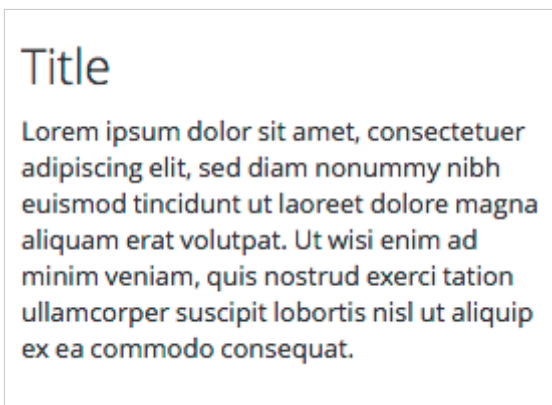 Title
Lorem ipsum dolor sit amet, consectetuer
adipiscing elit, sed diam nonummy nibh
euismod tincidunt ut laoreet dolore magna
aliquam erat volutpat. Ut wisi enim ad
minim veniam, quis nostrud exerci tation
ullamcorper suscipit lobortis nisl ut aliquip
ex ea commodo consequat.